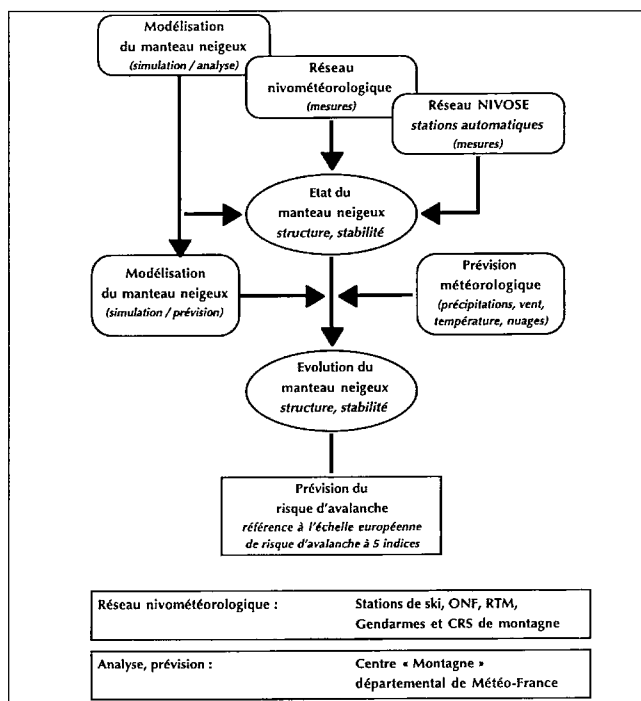 Modélisation
du manteau neigeux
(simulation / analyse)
Réseau
nivométéorologique
(mesures)
Réseau NIVOSE
stations automatiques
(mesures)
Etat du
manteau neigeux
structure, stabilité
Modélisation
du manteau neigeux
(simulation / prévision)
Prévision
météorologique
(précipitations, vent,
température, nuages)
Evolution du
manteau neigeux
structure, stabilité
Prévision du
risque d'avalanche
référence à l'échelle européenne
de risque d'avalanche à 5 indices
Réseau nivométéorologique : Stations de ski, ONF, RTM,
Gendarmes et CRS de montagne
Analyse, prévision : Centre « Montagne »
départemental de Météo-France